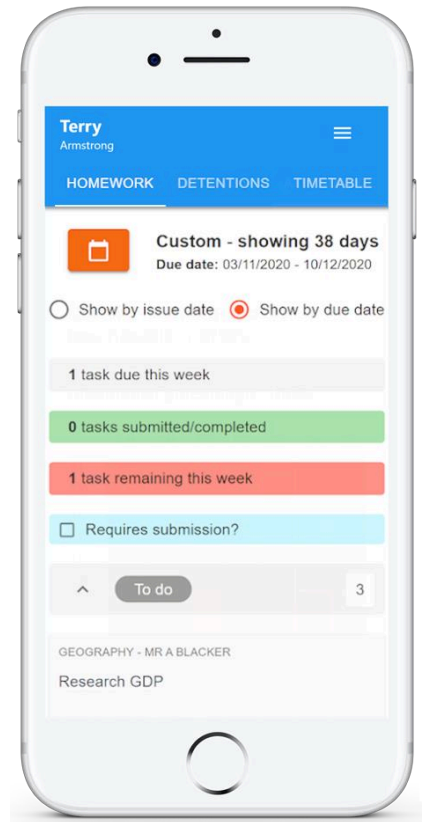 Terry
Armstrong
HOMEWORK DETENTIONS TIMETABLE
Custom - showing 38 days
Due date: 03/11/2020 - 10/12/2020
Show by issue date Show by due date
1 task due this week
0 tasks submitted/completed
1 task remaining this week
Requires submission?
To do 3
GEOGRAPHY - MR A BLACKER
Research GDP